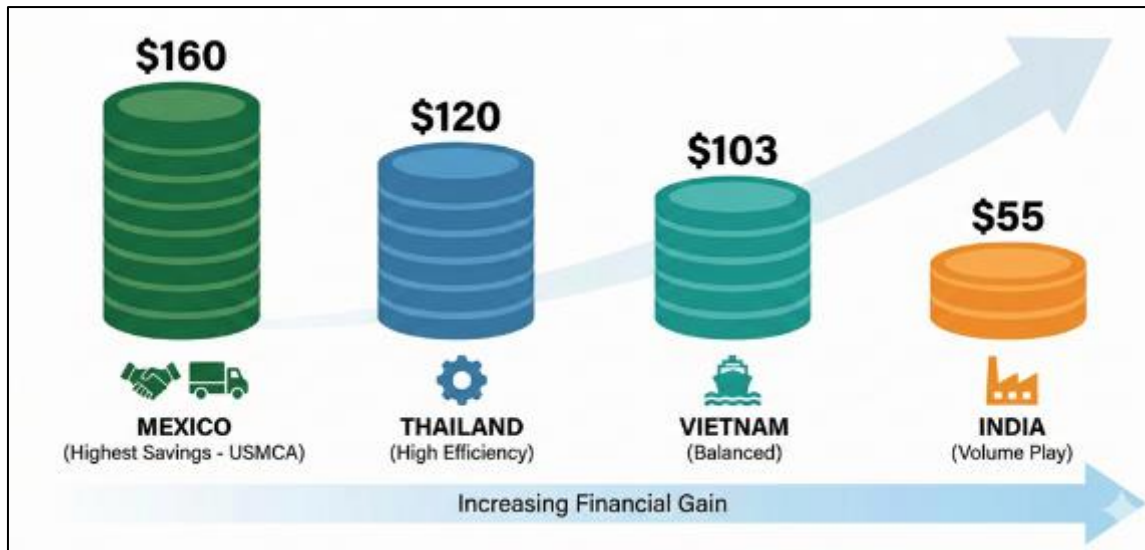 $160
$120
$103
$55
MEXICO
(Highest Savings - USMCA)
THAILAND
(High Efficiency)
VIETNAM
(Balanced)
INDIA
(Volume Play)
Increasing Financial Gain